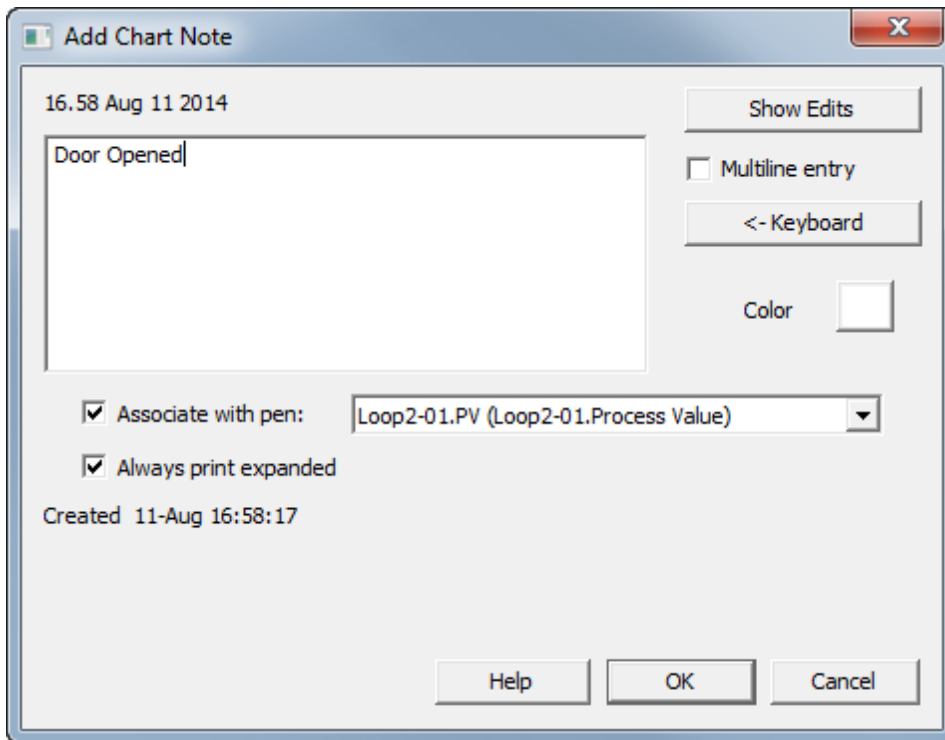 Add Chart Note
16.58 Aug 11 2014
Show Edits
Door Opened
Multiline entry
<- Keyboard
Color
Associate with pen:
Loop2-01.PV (Loop2-01.Process Value)
Always print expanded
Created 11-Aug 16:58:17
Help
OK
Cancel